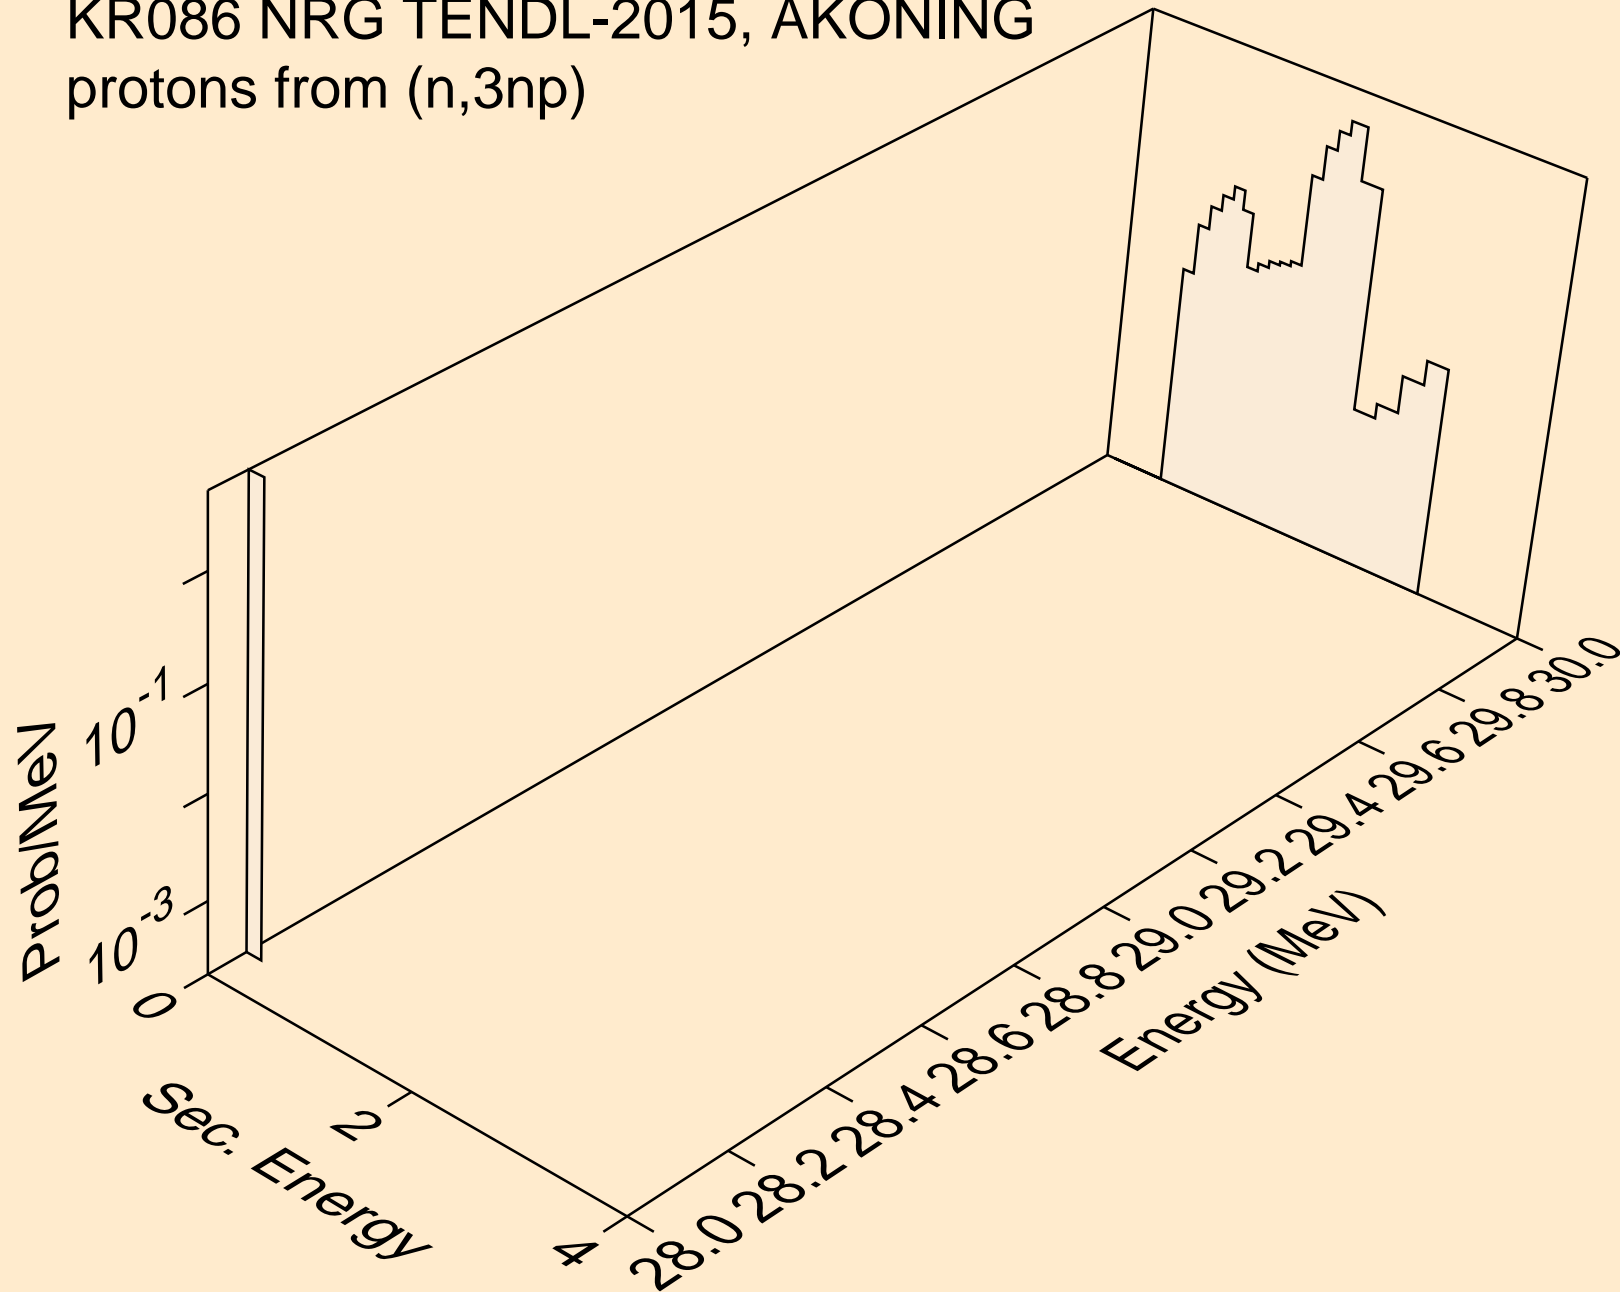 KR086 NRG TENDL-2015, AKONING
protons from (n,3np)
Prob/MeV
10^-1
10^-3
0
2
4
Sec. Energy
28.0 28.2 28.4 28.6 28.8 29.0 29.2 29.4 29.6 29.8 30.0
Energy (MeV)